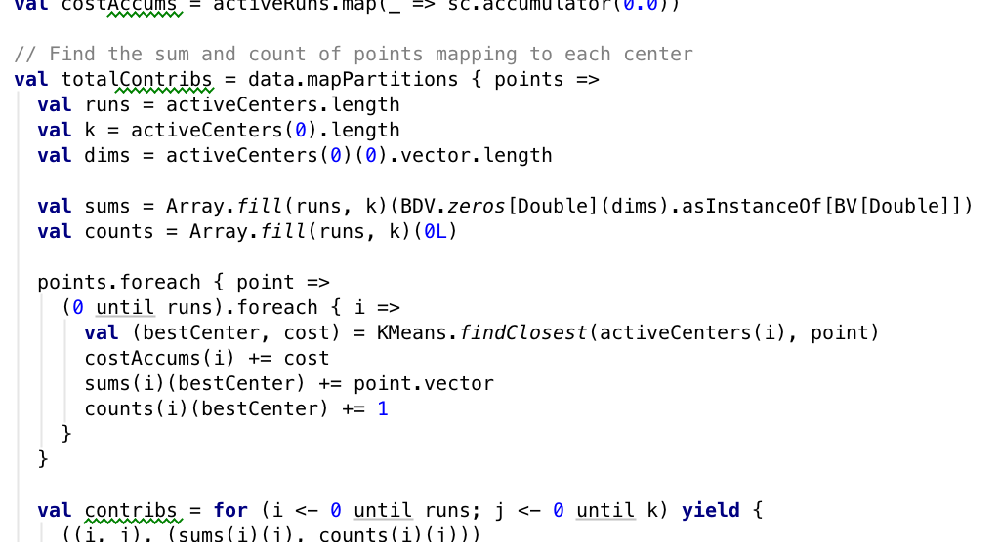 val costAccums = activeRuns.map(_ => sc.accumulator(0.0))
// Find the sum and count of points mapping to each center
val totalContribs = data.mapPartitions { points =>
val runs = activeCenters.length
val k = activeCenters(0).length
val dims = activeCenters(0)(0).vector.length
val sums = Array.fill(runs, k)(BDV.zeros[Double](dims).asInstanceOf[BV[Double]])
val counts = Array.fill(runs, k)(0L)
points.foreach { point =>
(0 until runs).foreach { i =>
val (bestCenter, cost) = KMeans.findClosest(activeCenters(i), point)
costAccums(i) += cost
sums(i)(bestCenter) += point.vector
counts(i)(bestCenter) += 1
}
}
val contribs = for (i <- 0 until runs; j <- 0 until k) yield {
((i, j), (sums(i)(j), counts(i)(j)))